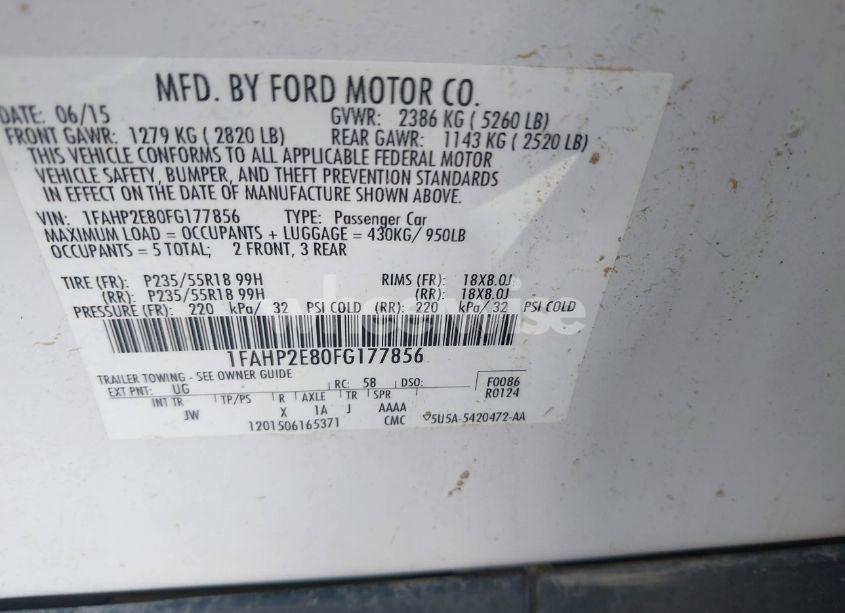 MFD. BY FORD MOTOR CO.
DATE: 06/15 GVWR: 2386 KG ( 5260 LB)
FRONT GAWR: 1279 KG ( 2820 LB) REAR GAWR: 1143 KG ( 2520 LB)
THIS VEHICLE CONFORMS TO ALL APPLICABLE FEDERAL MOTOR
VEHICLE SAFETY, BUMPER, AND THEFT PREVENTION STANDARDS
IN EFFECT ON THE DATE OF MANUFACTURE SHOWN ABOVE.
VIN: 1FAHP2E80FG177856 TYPE: Passenger Car
MAXIMUM LOAD = OCCUPANTS + LUGGAGE = 430KG/ 950LB
OCCUPANTS = 5 TOTAL; 2 FRONT, 3 REAR
TIRE (FR): P235/55R18 99H RIMS (FR): 18X8.0J
(RR): P235/55R18 99H (RR): 18X8.0J
PRESSURE (FR): 220 kPa/ 32 PSI COLD (RR): 220 kPa/ 32 PSI COLD
1FAHP2E80FG177856
TRAILER TOWING - SEE OWNER GUIDE
EXT PNT: UG RC: 58 DSO: F0086
R0124
INT TR TP/PS R AXLE TR SPR
JW X 1A J AAAA
1201506165371 CMC 5U5A-5420472-AA